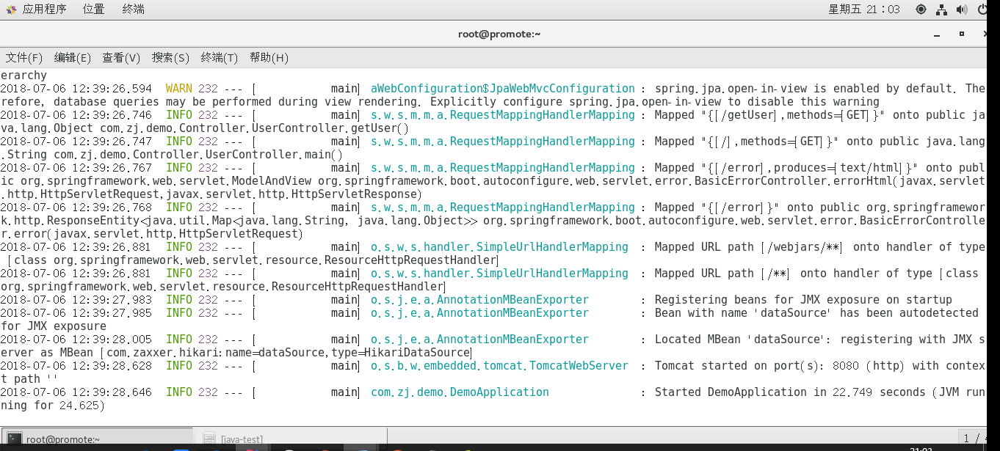 应用程序 位置 终端 星期五 21：03
root@promote:~
文件(F) 编辑(E) 查看(V) 搜索(S) 终端(T) 帮助(H)
erarchy
2018-07-06 12:39:26.594  WARN 232 --- [           main] aWebConfiguration$JpaWebMvcConfiguration : spring.jpa.open-in-view is enabled by default. The
refore, database queries may be performed during view rendering. Explicitly configure spring.jpa.open-in-view to disable this warning
2018-07-06 12:39:26.746  INFO 232 --- [           main] s.w.s.m.m.a.RequestMappingHandlerMapping : Mapped "{[/getUser],methods=[GET]}" onto public ja
va.lang.Object com.zj.demo.Controller.UserController.getUser()
2018-07-06 12:39:26.747  INFO 232 --- [           main] s.w.s.m.m.a.RequestMappingHandlerMapping : Mapped "{[/],methods=[GET]}" onto public java.lang
.String com.zj.demo.Controller.UserController.main()
2018-07-06 12:39:26.767  INFO 232 --- [           main] s.w.s.m.m.a.RequestMappingHandlerMapping : Mapped "{[/error],produces=[text/html]}" onto publ
ic org.springframework.web.servlet.ModelAndView org.springframework.boot.autoconfigure.web.servlet.error.BasicErrorController.errorHtml(javax.servlet
.http.HttpServletRequest,javax.servlet.http.HttpServletResponse)
2018-07-06 12:39:26.768  INFO 232 --- [           main] s.w.s.m.m.a.RequestMappingHandlerMapping : Mapped "{[/error]}" onto public org.springframewor
k.http.ResponseEntity<java.util.Map<java.lang.String, java.lang.Object>> org.springframework.boot.autoconfigure.web.servlet.error.BasicErrorControlle
r.error(javax.servlet.http.HttpServletRequest)
2018-07-06 12:39:26.881  INFO 232 --- [           main] o.s.w.s.handler.SimpleUrlHandlerMapping  : Mapped URL path [/webjars/**] onto handler of type
 [class org.springframework.web.servlet.resource.ResourceHttpRequestHandler]
2018-07-06 12:39:26.881  INFO 232 --- [           main] o.s.w.s.handler.SimpleUrlHandlerMapping  : Mapped URL path [/**] onto handler of type [class
org.springframework.web.servlet.resource.ResourceHttpRequestHandler]
2018-07-06 12:39:27.983  INFO 232 --- [           main] o.s.j.e.a.AnnotationMBeanExporter        : Registering beans for JMX exposure on startup
2018-07-06 12:39:27.985  INFO 232 --- [           main] o.s.j.e.a.AnnotationMBeanExporter        : Bean with name 'dataSource' has been autodetected
for JMX exposure
2018-07-06 12:39:28.005  INFO 232 --- [           main] o.s.j.e.a.AnnotationMBeanExporter        : Located MBean 'dataSource': registering with JMX s
erver as MBean [com.zaxxer.hikari:name=dataSource,type=HikariDataSource]
2018-07-06 12:39:28.628  INFO 232 --- [           main] o.s.b.w.embedded.tomcat.TomcatWebServer  : Tomcat started on port(s): 8080 (http) with contex
t path ''
2018-07-06 12:39:28.646  INFO 232 --- [           main] com.zj.demo.DemoApplication              : Started DemoApplication in 22.749 seconds (JVM run
ning for 24.625)
root@promote:~ [java-test] 1 /